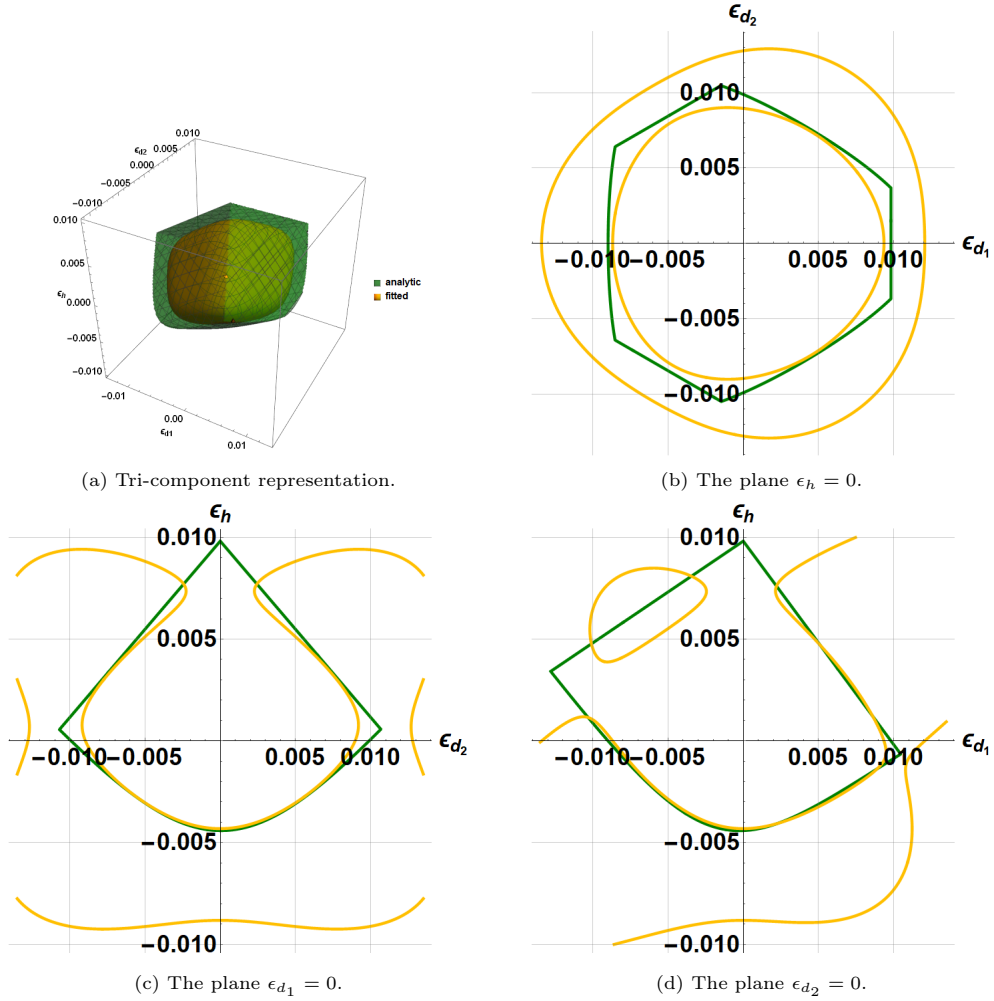 ϵd2
0.010
0.005
0.000
−0.005
−0.010
0.010
0.005
ϵh
0.000
−0.005
−0.010
−0.01
0.00
ϵd1
0.01
analytic
fitted
(a) Tri-component representation.
ϵd2
0.010
0.005
−0.010 −0.005 0.005 0.010 ϵd1
−0.005
−0.010
(b) The plane ϵh = 0.
ϵh
0.010
0.005
ϵd2
−0.010 −0.005 0.005 0.010
−0.005
−0.010
(c) The plane ϵd1 = 0.
ϵh
0.010
0.005
ϵd1
−0.010 −0.005 0.005 0.010
−0.005
−0.010
(d) The plane ϵd2 = 0.